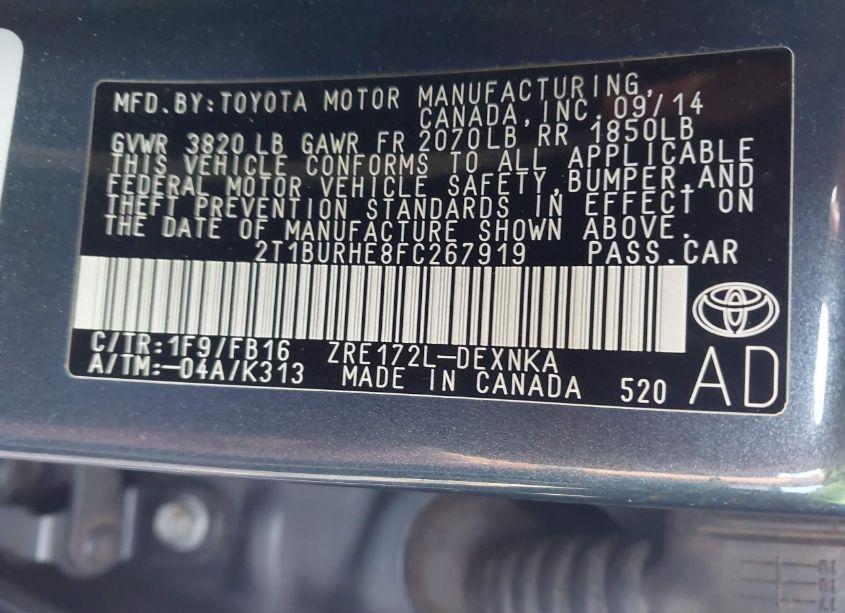 MFD.BY:TOYOTA MOTOR MANUFACTURING,
CANADA,INC.09/14
GVWR 3820 LB GAWR FR 2070LB RR 1850LB
THIS VEHICLE CONFORMS TO ALL APPLICABLE
FEDERAL MOTOR VEHICLE SAFETY,BUMPER,AND
THEFT PREVENTION STANDARDS IN EFFECT ON
THE DATE OF MANUFACTURE SHOWN ABOVE.
2T1BURHE8FC267919 PASS.CAR
C/TR:1F9/FB16 ZRE172L-DEXNKA
A/TM:-04A/K313 MADE IN CANADA 520 AD